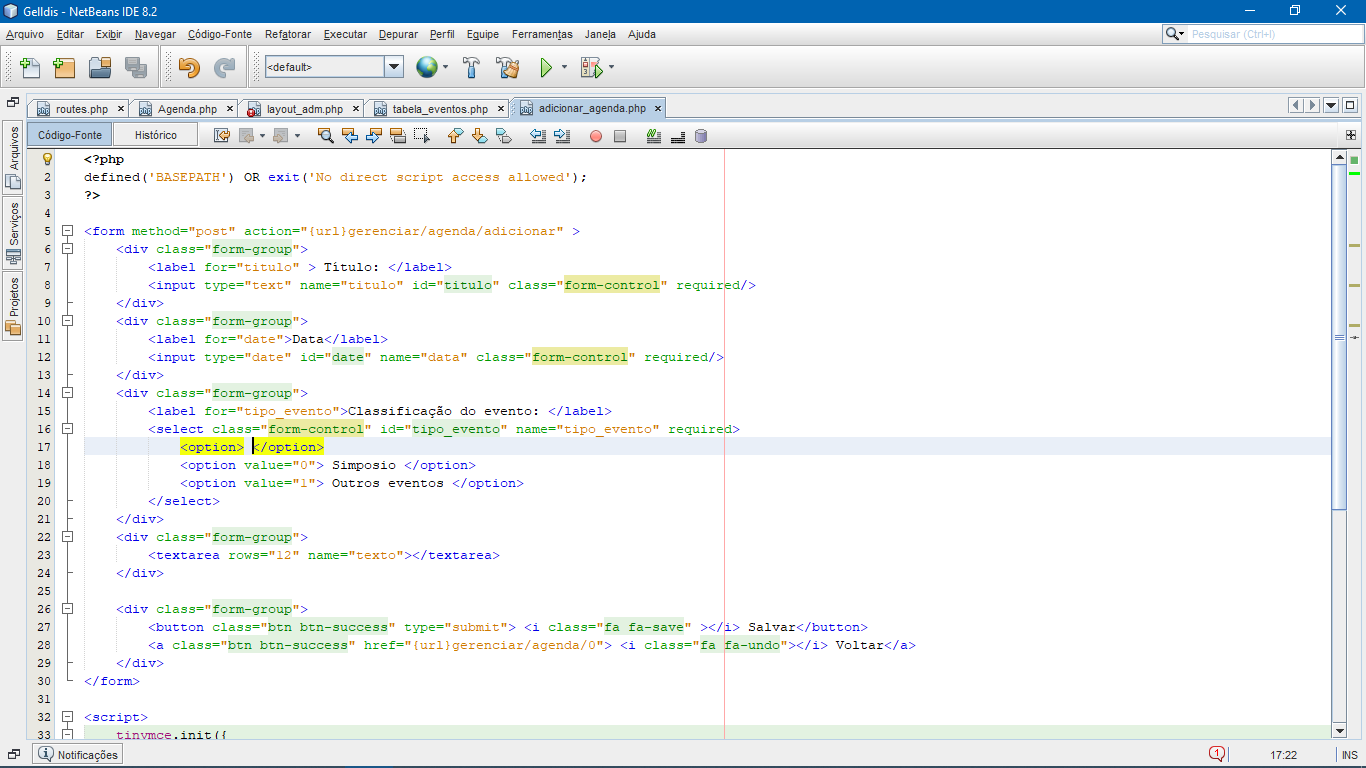 Gelldis - NetBeans IDE 8.2
Arquivo Editar Exibir Navegar Código-Fonte Refatorar Executar Depurar Perfil Equipe Ferramentas Janela Ajuda
Pesquisar (Ctrl+I)
<default>
routes.php Agenda.php layout_adm.php tabela_eventos.php adicionar_agenda.php
Código-Fonte Histórico
Arquivos
Serviços
Projetos
<?php
2 defined('BASEPATH') OR exit('No direct script access allowed');
3 ?>
4
5 <form method="post" action="{url}gerenciar/agenda/adicionar" >
6 <div class="form-group">
7 <label for="titulo" > Título: </label>
8 <input type="text" name="titulo" id="titulo" class="form-control" required/>
9 </div>
10 <div class="form-group">
11 <label for="date">Data</label>
12 <input type="date" id="date" name="data" class="form-control" required/>
13 </div>
14 <div class="form-group">
15 <label for="tipo_evento">Classificação do evento: </label>
16 <select class="form-control" id="tipo_evento" name="tipo_evento" required>
17 <option> </option>
18 <option value="0"> Simposio </option>
19 <option value="1"> Outros eventos </option>
20 </select>
21 </div>
22 <div class="form-group">
23 <textarea rows="12" name="texto"></textarea>
24 </div>
25
26 <div class="form-group">
27 <button class="btn btn-success" type="submit"> <i class="fa fa-save" ></i> Salvar</button>
28 <a class="btn btn-success" href="{url}gerenciar/agenda/0"> <i class="fa fa-undo"></i> Voltar</a>
29 </div>
30 </form>
31
32 <script>
33 tinymce.init({
Notificações
1
17:22
INS